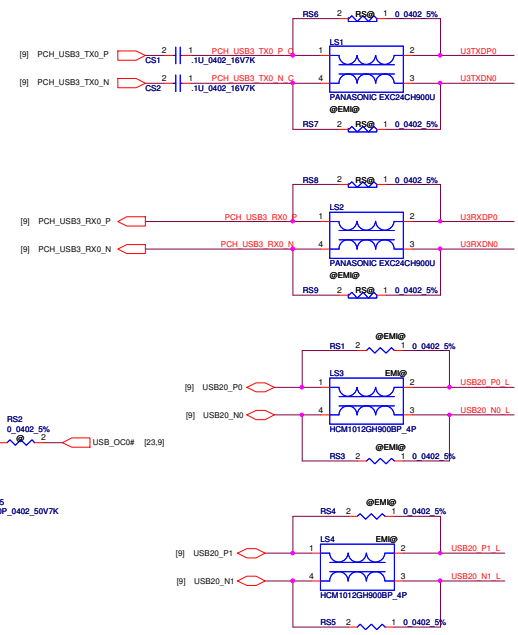 RS6 2 RS@ 1 0_0402_5%
LS1
[9] PCH_USB3_TX0_P 2 1 PCH_USB3_TX0_P_C 1 2 U3TXDP0
CS1 .1U_0402_16V7K
[9] PCH_USB3_TX0_N 2 1 PCH_USB3_TX0_N_C 4 3 U3TXDN0
CS2 .1U_0402_16V7K
PANASONIC EXC24CH900U
@EMI@
RS7 2 RS@ 1 0_0402_5%
RS8 2 RS@ 1 0_0402_5%
LS2
[9] PCH_USB3_RX0_P PCH_USB3_RX0_P 1 2 U3RXDP0
[9] PCH_USB3_RX0_N PCH_USB3_RX0_N 4 3 U3RXDN0
PANASONIC EXC24CH900U
@EMI@
RS9 2 RS@ 1 0_0402_5%
@EMI@
RS1 2 1 0_0402_5%
LS3 EMI@
[9] USB20_P0 1 2 USB20_P0_L
[9] USB20_N0 4 3 USB20_N0_L
HCM1012GH900BP_4P
@EMI@
RS3 2 1 0_0402_5%
RS2
0_0402_5%
@ 2 USB_OC0# [23,9]
5
0P_0402_50V7K
@EMI@
RS4 2 1 0_0402_5%
LS4 EMI@
[9] USB20_P1 1 2 USB20_P1_L
[9] USB20_N1 4 3 USB20_N1_L
HCM1012GH900BP_4P
@EMI@
RS5 2 1 0_0402_5%